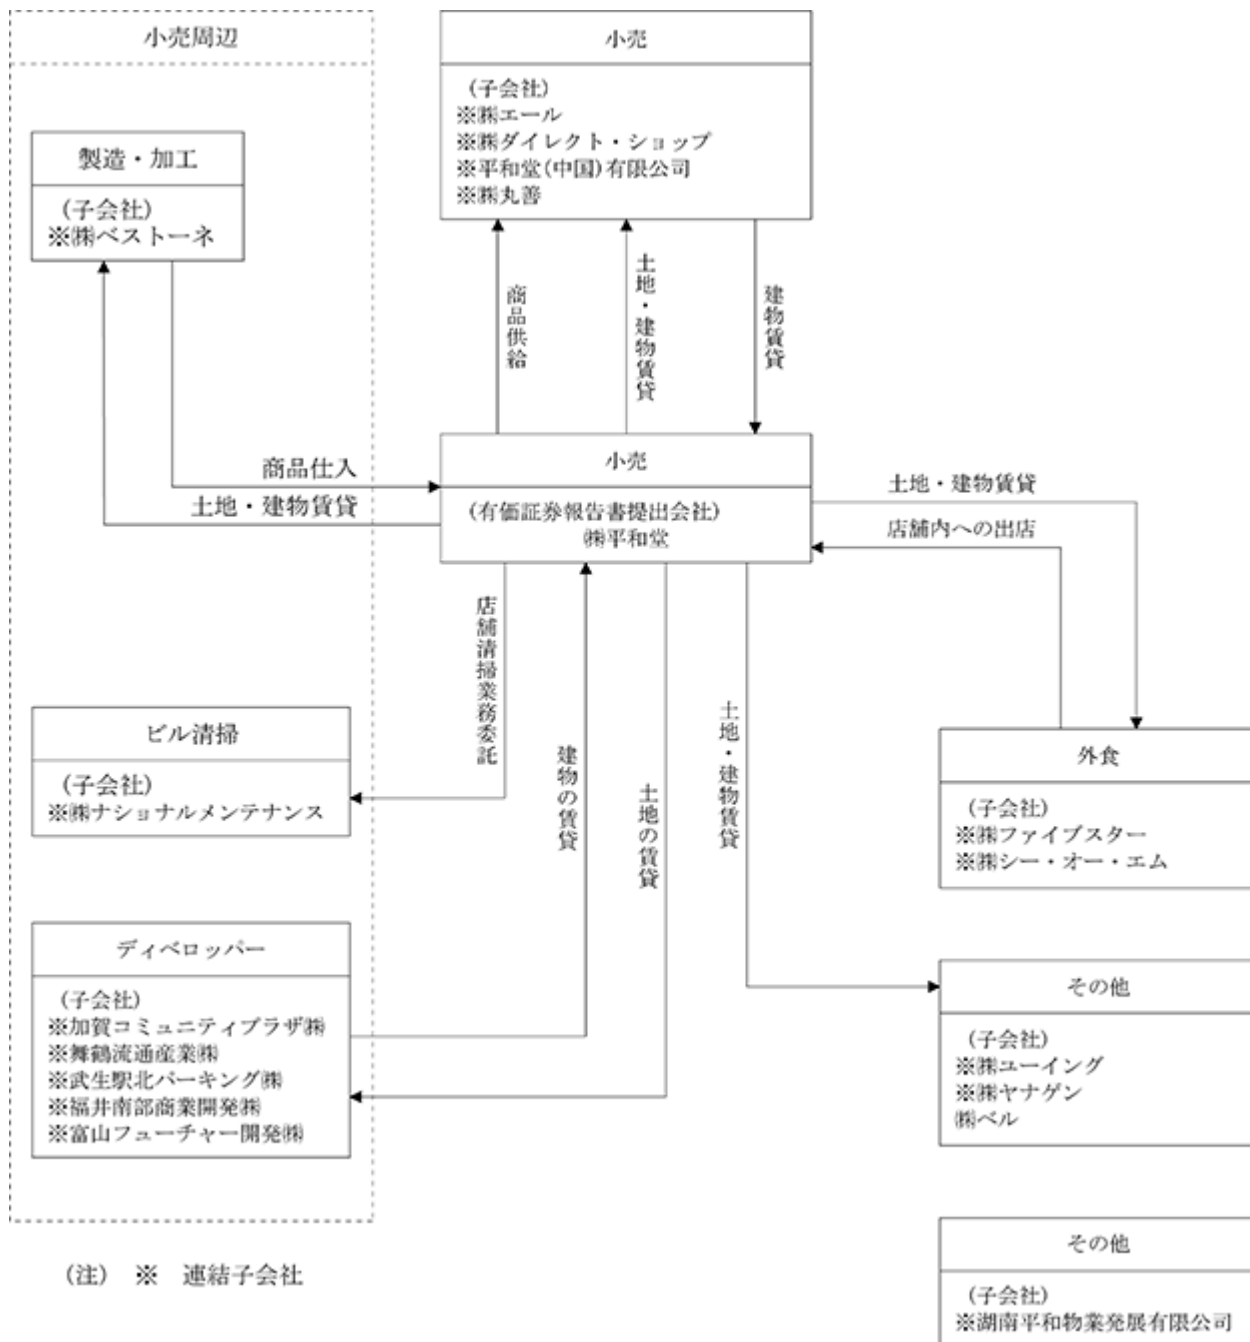 小売周辺
製造・加工
(子会社)
※㈱ベストーネ
小売
(子会社)
※㈱エール
※㈱ダイレクト・ショップ
※平和堂(中国)有限公司
※㈱丸善
商品供給
土地・建物賃貸
建物賃貸
商品仕入
土地・建物賃貸
小売
(有価証券報告書提出会社)
㈱平和堂
土地・建物賃貸
店舗内への出店
店舗清掃業務委託
建物の賃貸
土地の賃貸
土地・建物賃貸
ビル清掃
(子会社)
※㈱ナショナルメンテナンス
外食
(子会社)
※㈱ファイブスター
※㈱シー・オー・エム
ディベロッパー
(子会社)
※加賀コミュニティプラザ㈱
※舞鶴流通産業㈱
※武生駅北パーキング㈱
※福井南部商業開発㈱
※富山フューチャー開発㈱
その他
(子会社)
※㈱ユーイング
※㈱ヤナゲン
㈱ベル
その他
(子会社)
※湖南平和物業発展有限公司
(注) ※ 連結子会社